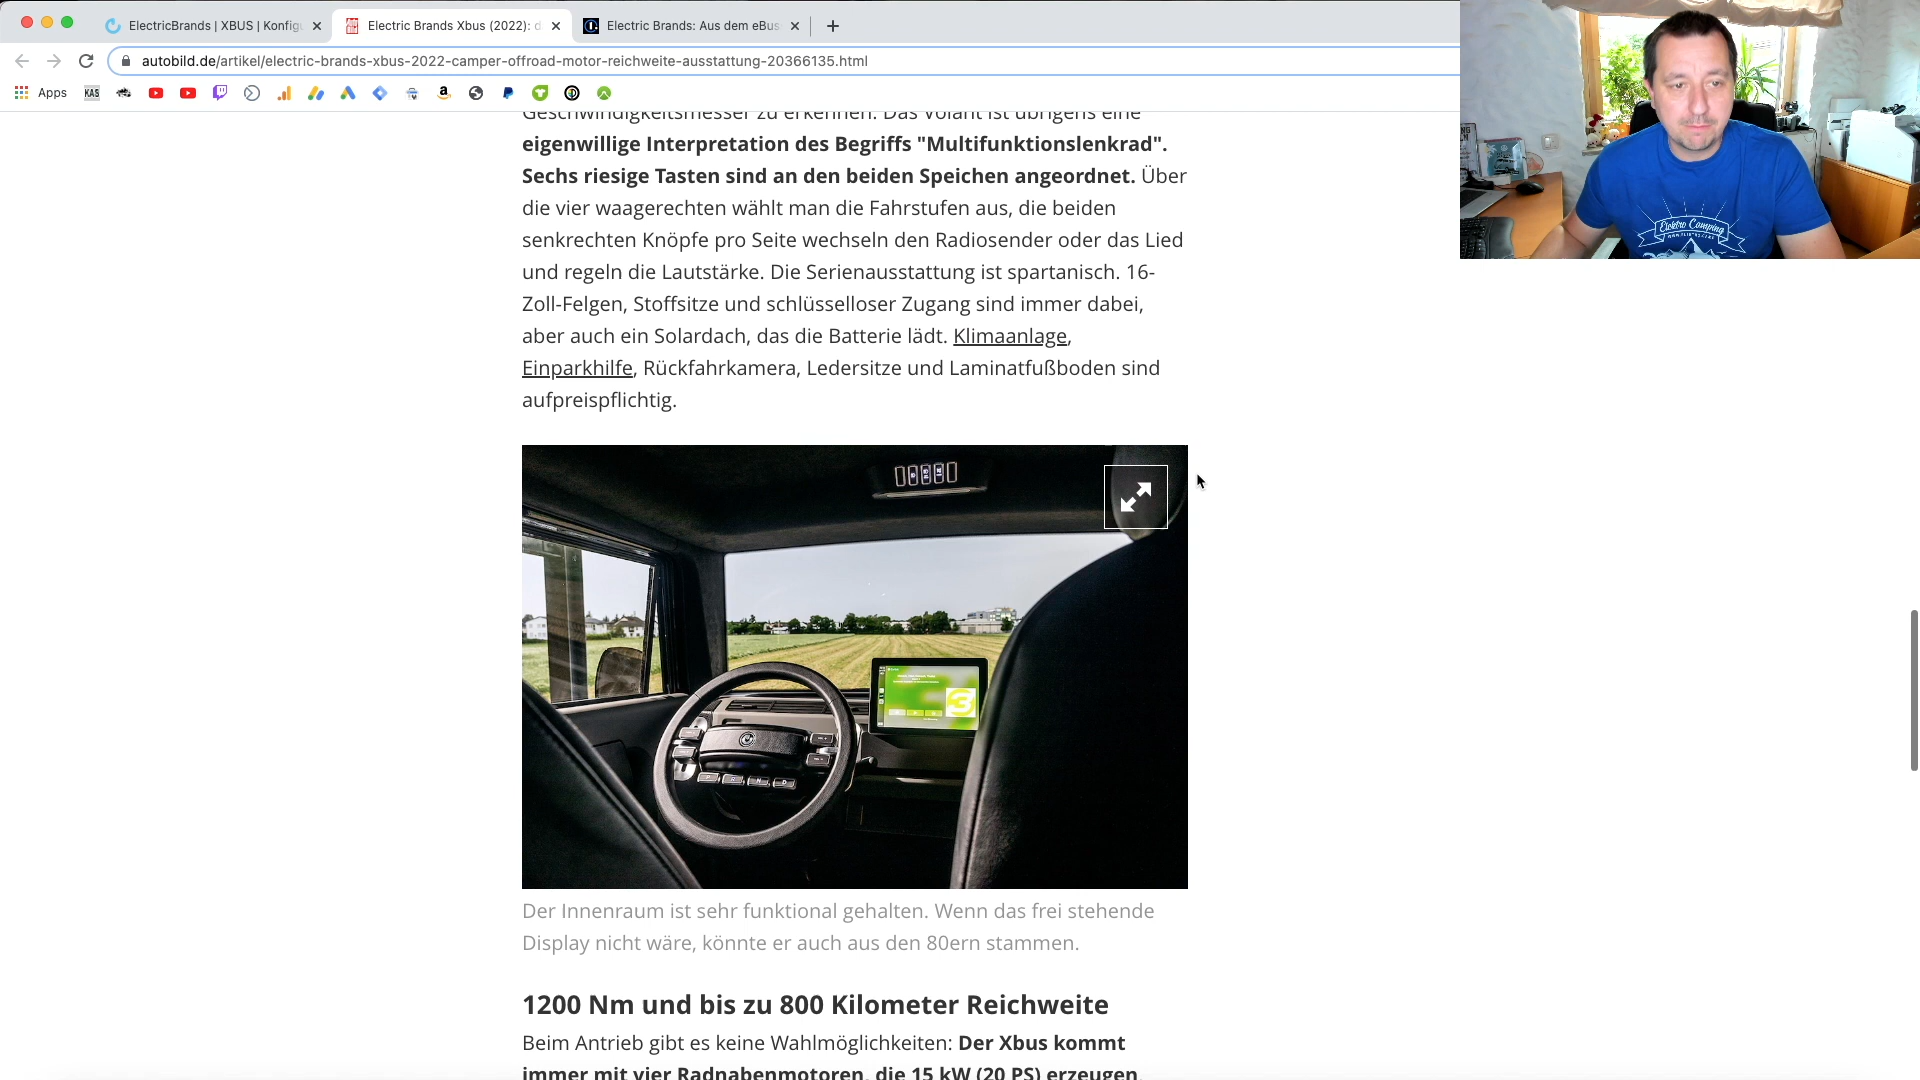 ElectricBrands | XBUS | Konfigu
Electric Brands Xbus (2022): d
Electric Brands: Aus dem eBus
autobild.de/artikel/electric-brands-xbus-2022-camper-offroad-motor-reichweite-ausstattung-20366135.html
Apps
KAS
Geschwindigkeitsmesser zu erkennen. Das Volant ist übrigens eine
eigenwillige Interpretation des Begriffs "Multifunktionslenkrad".
Sechs riesige Tasten sind an den beiden Speichen angeordnet. Über
die vier waagerechten wählt man die Fahrstufen aus, die beiden
senkrechten Knöpfe pro Seite wechseln den Radiosender oder das Lied
und regeln die Lautstärke. Die Serienausstattung ist spartanisch. 16-
Zoll-Felgen, Stoffsitze und schlüsselloser Zugang sind immer dabei,
aber auch ein Solardach, das die Batterie lädt. Klimaanlage,
Einparkhilfe, Rückfahrkamera, Ledersitze und Laminatfußboden sind
aufpreispflichtig.
Elektro Camping
P R N D
3
Der Innenraum ist sehr funktional gehalten. Wenn das frei stehende
Display nicht wäre, könnte er auch aus den 80ern stammen.
1200 Nm und bis zu 800 Kilometer Reichweite
Beim Antrieb gibt es keine Wahlmöglichkeiten: Der Xbus kommt
immer mit vier Radnabenmotoren, die 15 kW (20 PS) erzeugen.